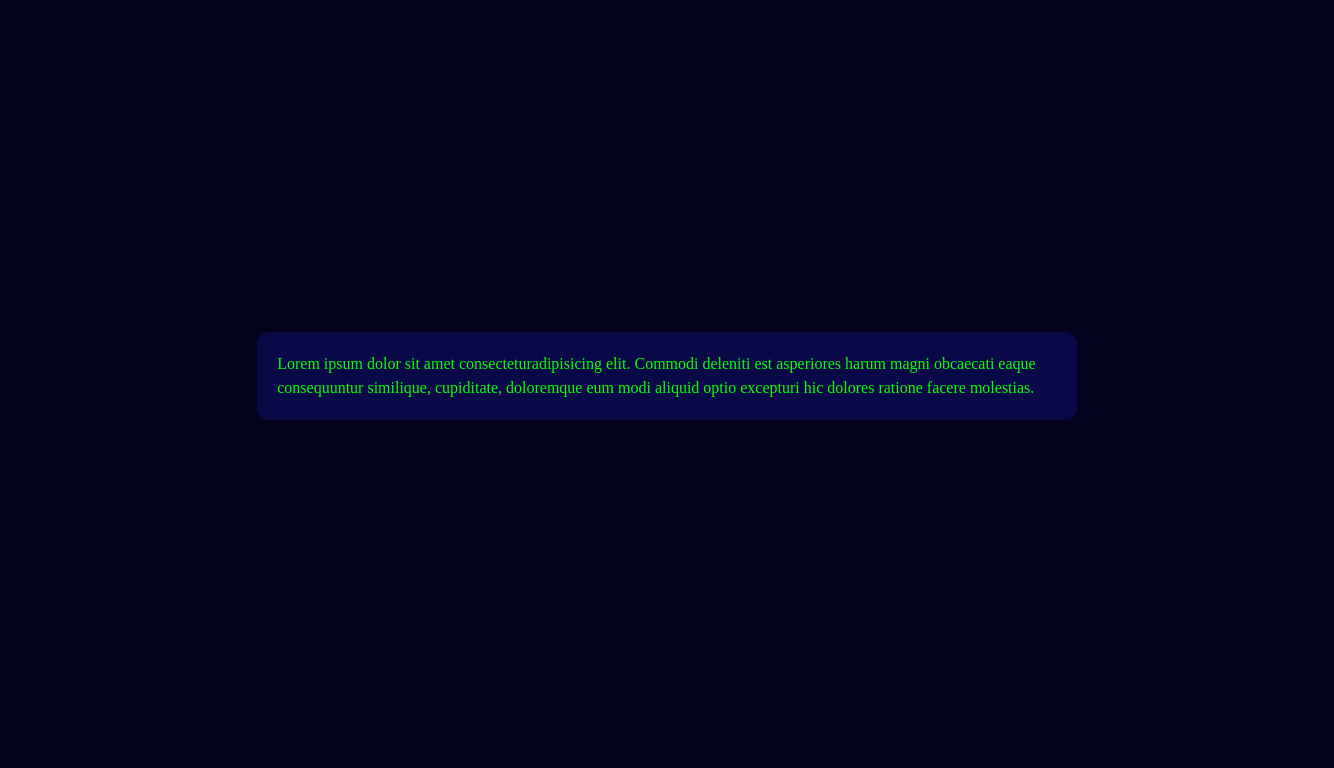 Lorem ipsum dolor sit amet consecteturadipisicing elit. Commodi deleniti est asperiores harum magni obcaecati eaque
consequuntur similique, cupiditate, doloremque eum modi aliquid optio excepturi hic dolores ratione facere molestias.